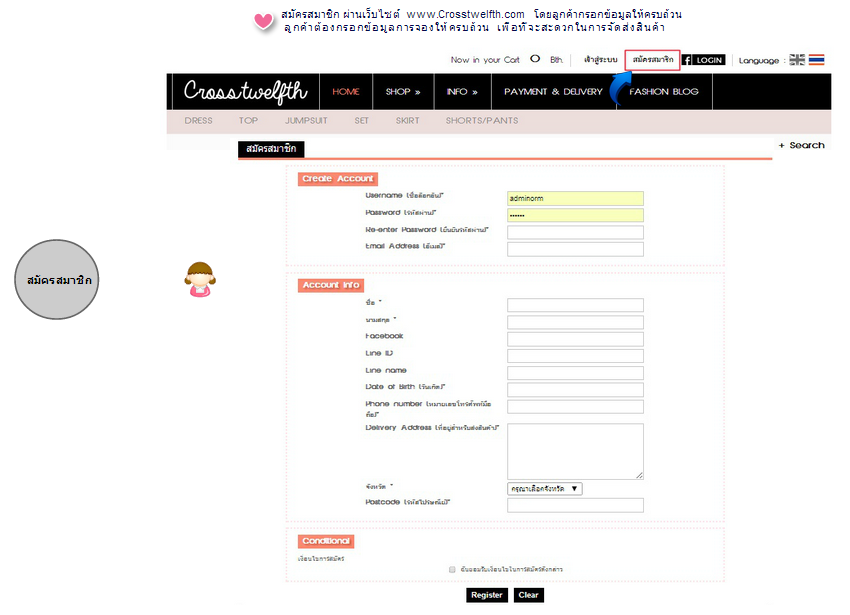 สมัครสมาชิก ผ่านเว็บไซต์ www.Crosstwelfth.com โดยลูกค้ากรอกข้อมูลให้ครบถ้วน
ลูกค้าต้องกรอกข้อมูลการจองให้ครบถ้วน เพื่อที่จะสะดวกในการจัดส่งสินค้า
Now in your Cart 0 Bth. เข้าสู่ระบบ สมัครสมาชิก f LOGIN Language :
Crosstwelfth HOME SHOP » INFO » PAYMENT & DELIVERY FASHION BLOG
DRESS TOP JUMPSUIT SET SKIRT SHORTS/PANTS
สมัครสมาชิก + Search
Create Account
Username (ชื่อล๊อกอิน)* adminorm
Password (รหัสผ่าน)* ••••••
Re-enter Password (ยืนยันรหัสผ่าน)*
Email Address (อีเมล์)*
สมัครสมาชิก
Account Info
ชื่อ *
นามสกุล *
Facebook
Line ID
Line name
Date of Birth (วันเกิด)*
Phone number (หมายเลขโทรศัพท์มือ
ถือ)*
Delivery Address (ที่อยู่สำหรับส่งสินค้า)*
จังหวัด * กรุณาเลือกจังหวัด ▼
Postcode (รหัสไปรษณีย์)*
Conditional
เงื่อนไขการสมัคร
ยินยอมรับเงื่อนไขในการสมัครดังกล่าว
Register Clear